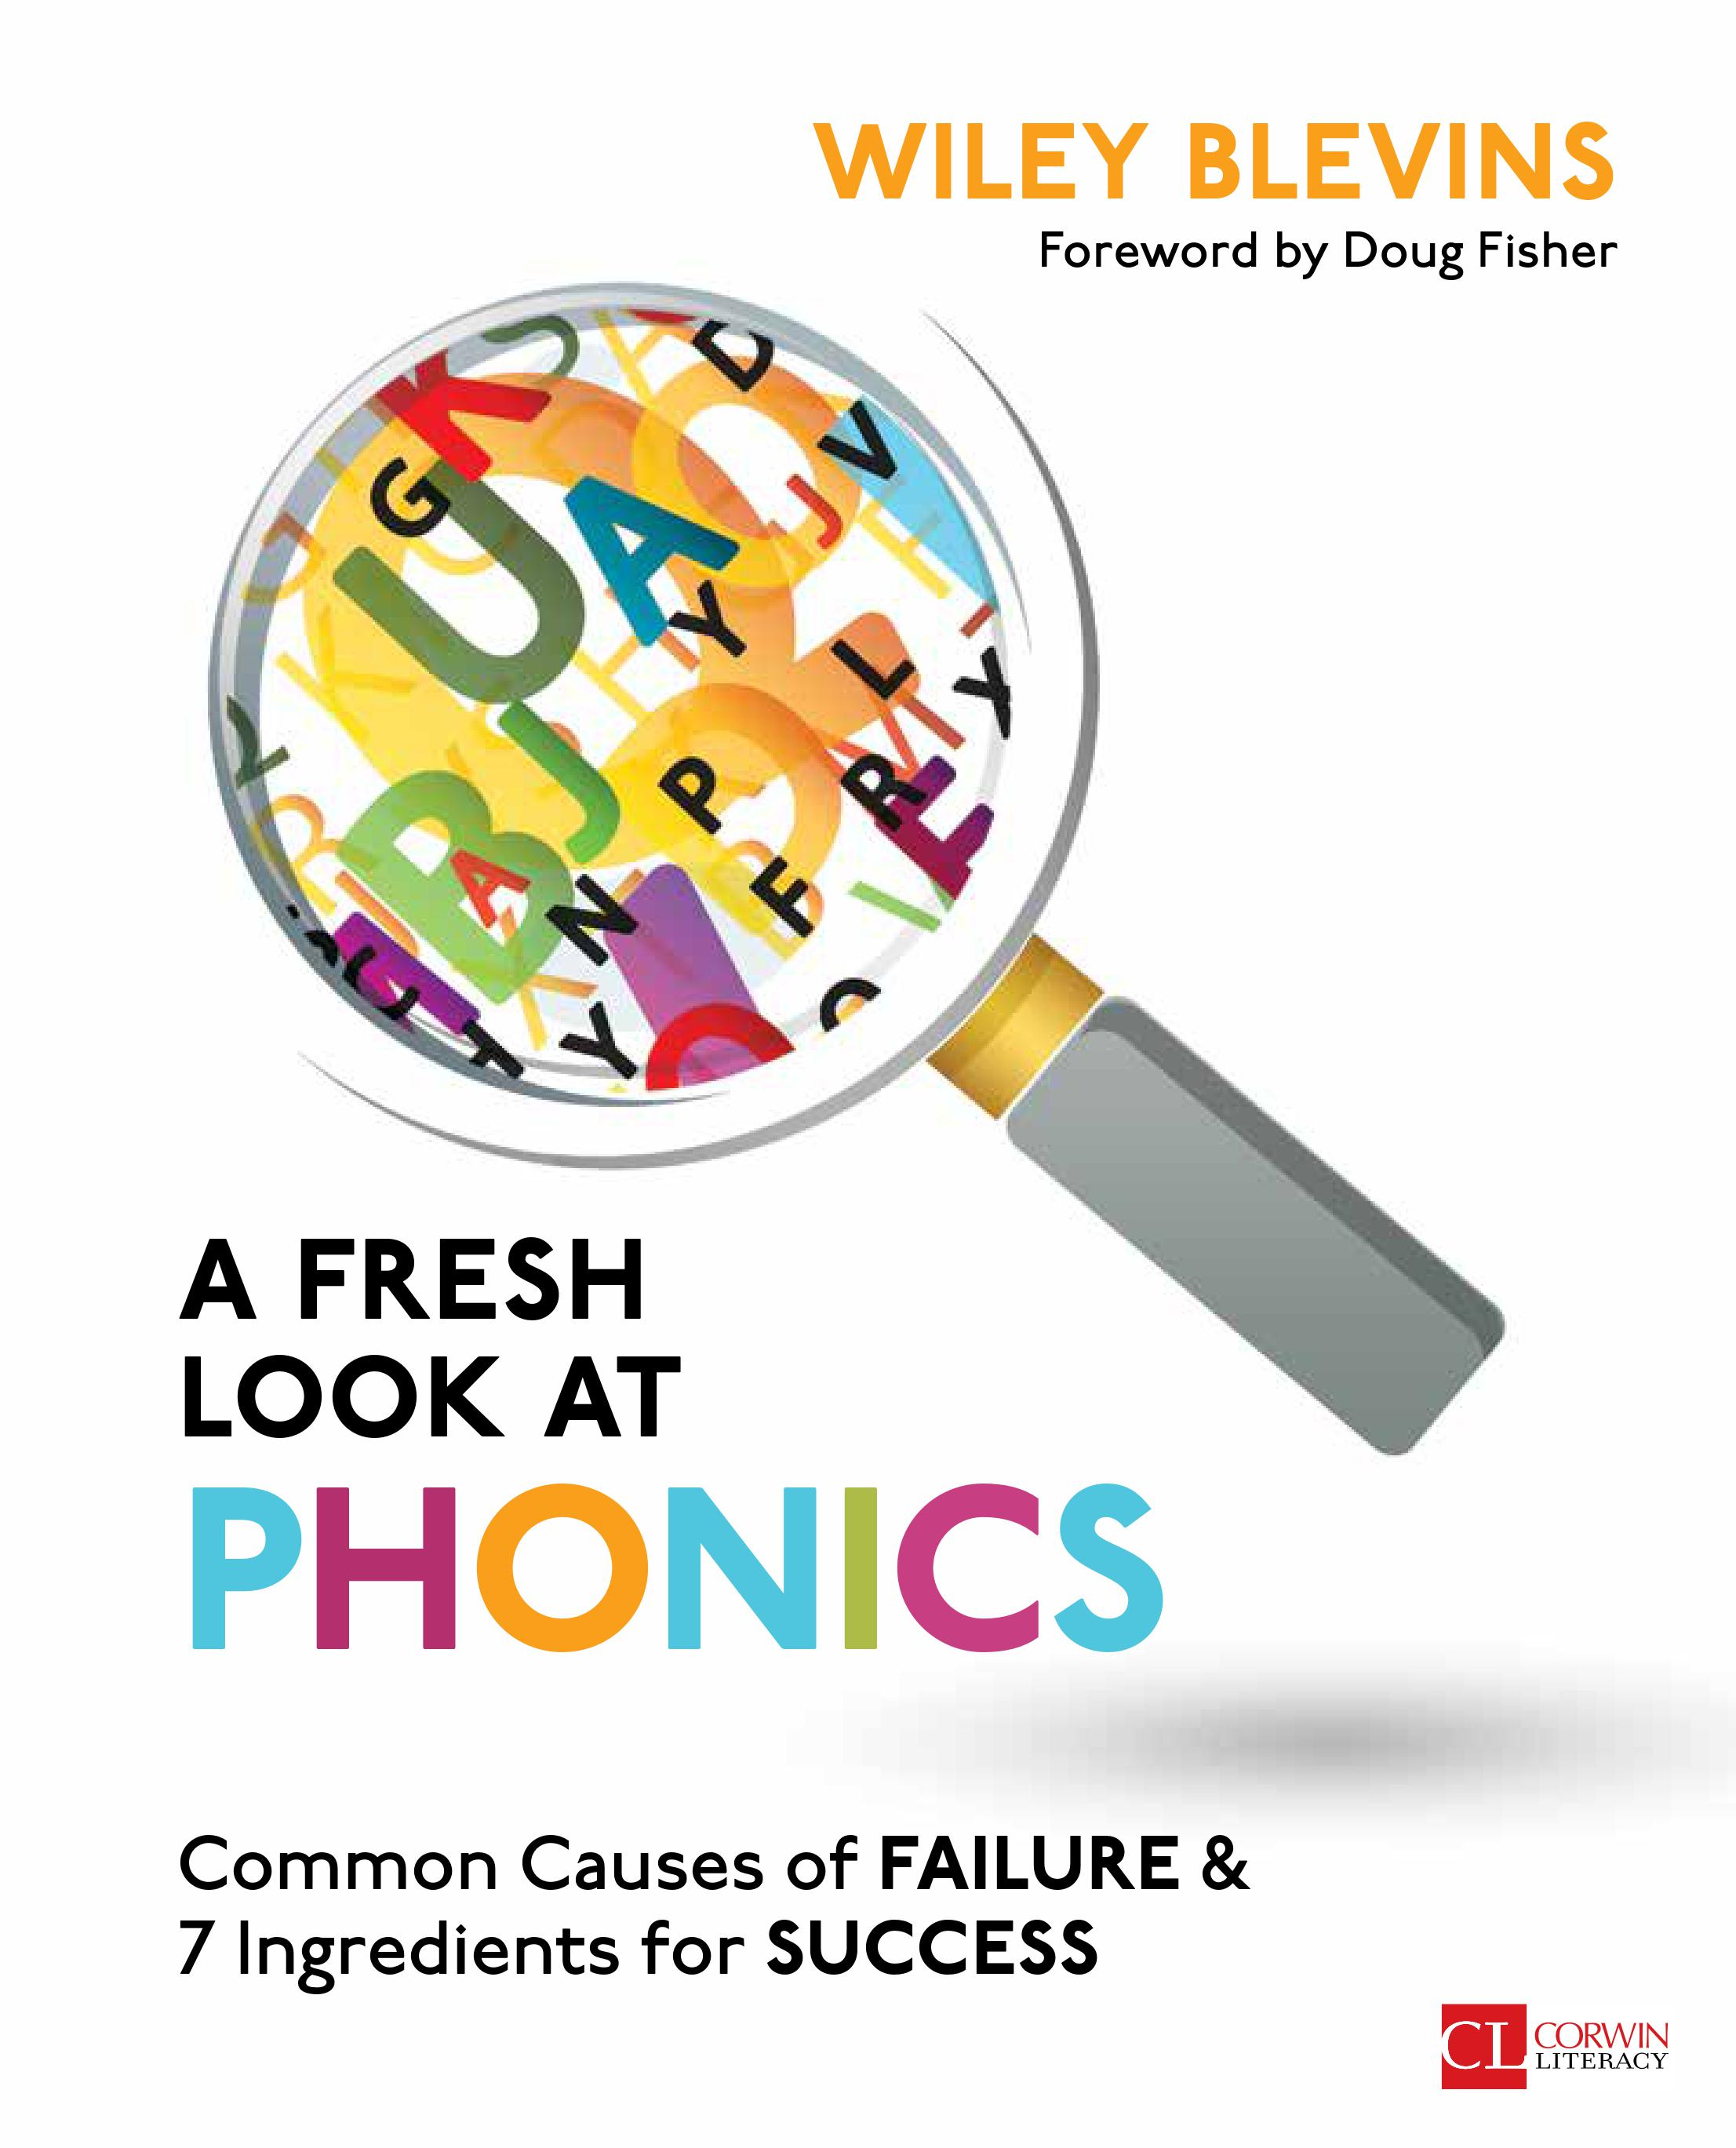 WILEY BLEVINS
Foreword by Doug Fisher
D
K
V
G
J
U
A
Y
L
Y
J
P
R
E
B
A
N
F
Y
A FRESH
LOOK AT
PHONICS
Common Causes of FAILURE &
7 Ingredients for SUCCESS
CL CORWIN
LITERACY